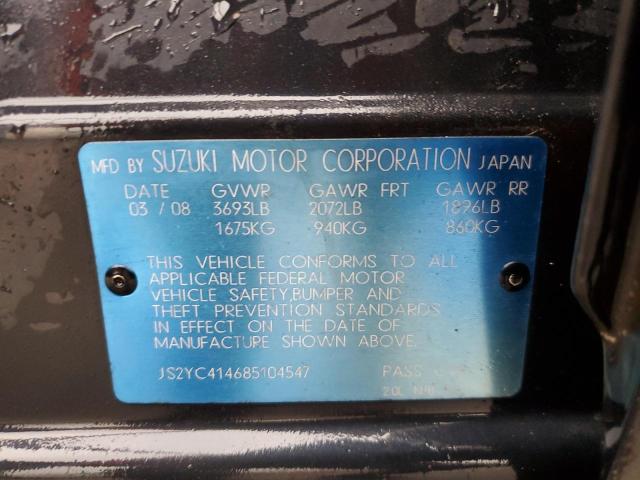 MFD BY SUZUKI MOTOR CORPORATION JAPAN
DATE GVWR GAWR FRT GAWR RR
03 / 08 3693LB 2072LB 1896LB
1675KG 940KG 860KG
THIS VEHICLE CONFORMS TO ALL
APPLICABLE FEDERAL MOTOR
VEHICLE SAFETY,BUMPER AND
THEFT PREVENTION STANDARDS
IN EFFECT ON THE DATE OF
MANUFACTURE SHOWN ABOVE.
JS2YC414685104547 PASS
2.0L